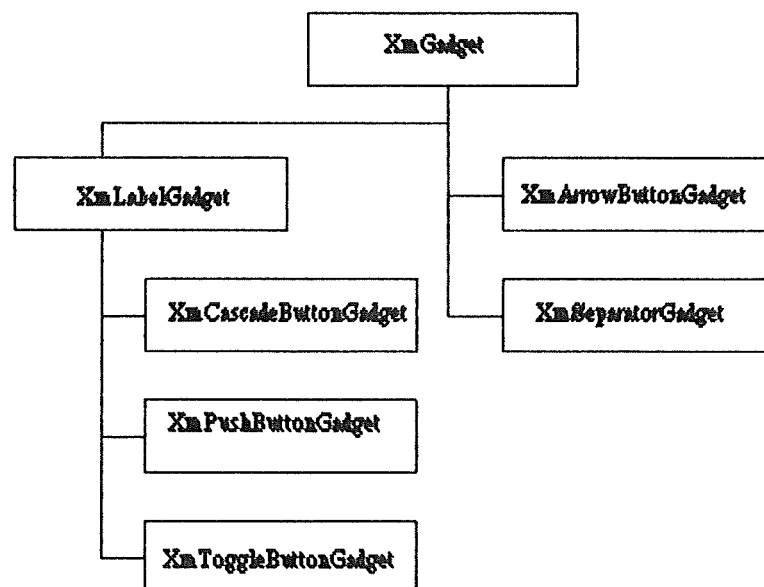 XmGadget
XmLabelGadget
XmArrowButtonGadget
XmCascadeButtonGadget
XmSeparatorGadget
XmPushButtonGadget
XmToggleButtonGadget